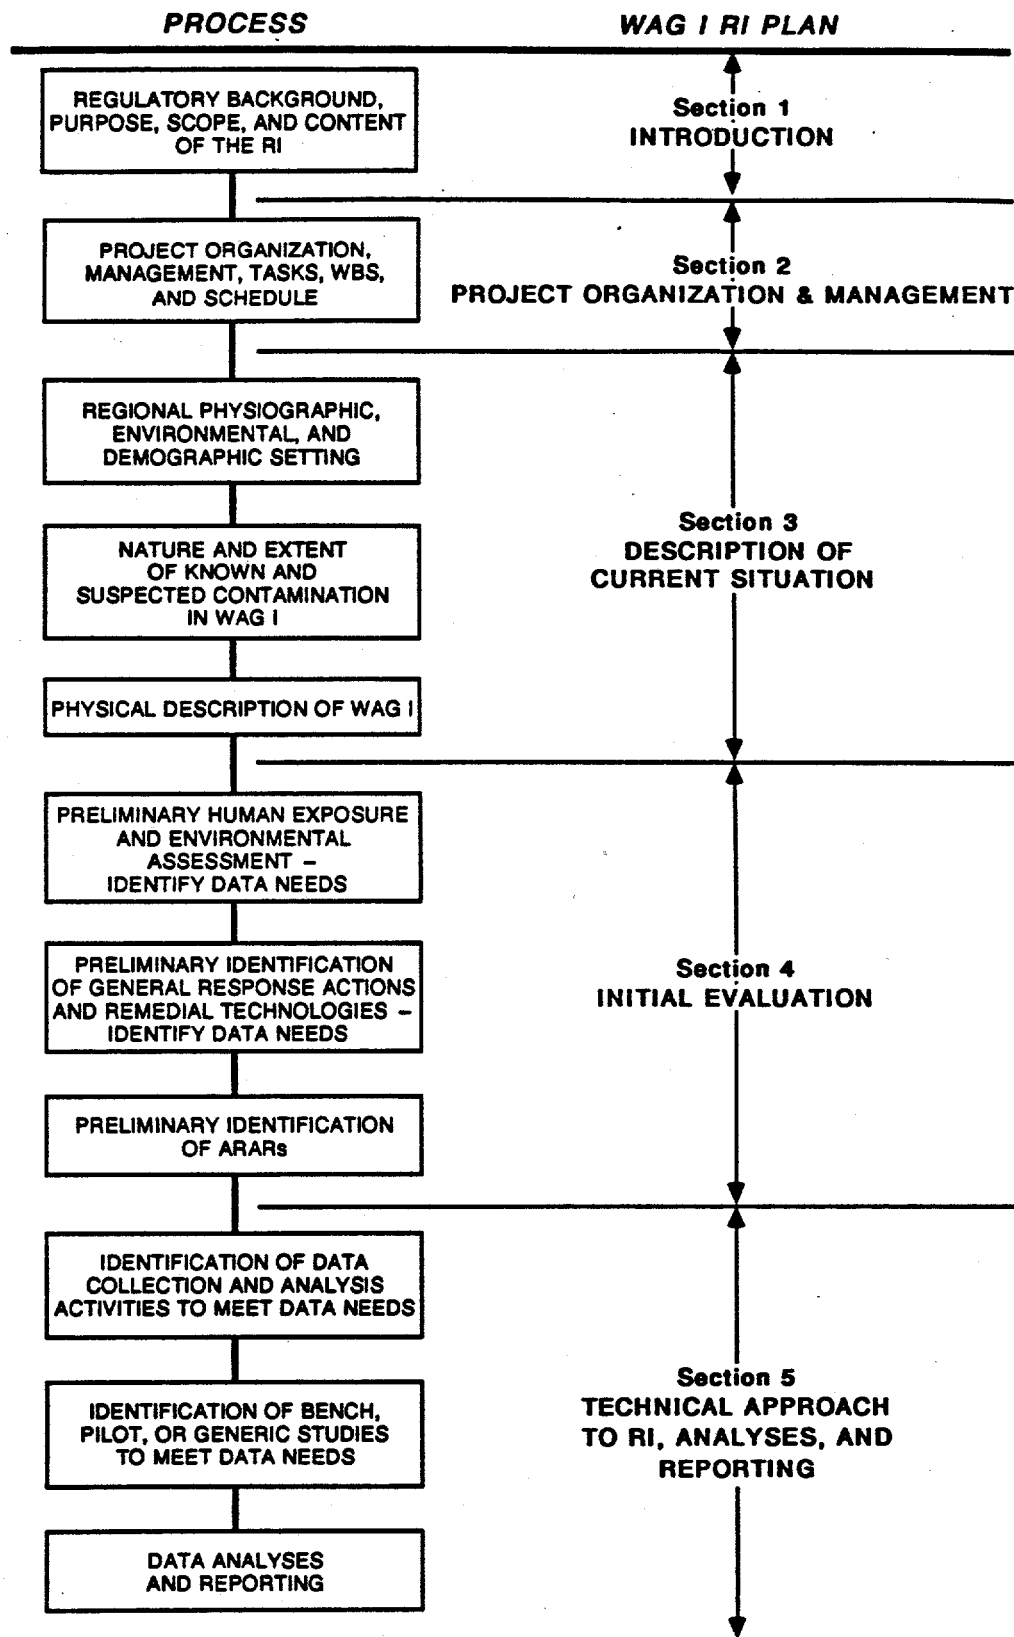 PROCESS
WAG I RI PLAN
REGULATORY BACKGROUND,
PURPOSE, SCOPE, AND CONTENT
OF THE RI
Section 1
INTRODUCTION
PROJECT ORGANIZATION,
MANAGEMENT, TASKS, WBS,
AND SCHEDULE
Section 2
PROJECT ORGANIZATION & MANAGEMENT
REGIONAL PHYSIOGRAPHIC,
ENVIRONMENTAL, AND
DEMOGRAPHIC SETTING
NATURE AND EXTENT
OF KNOWN AND
SUSPECTED CONTAMINATION
IN WAG I
PHYSICAL DESCRIPTION OF WAG I
Section 3
DESCRIPTION OF
CURRENT SITUATION
PRELIMINARY HUMAN EXPOSURE
AND ENVIRONMENTAL
ASSESSMENT –
IDENTIFY DATA NEEDS
PRELIMINARY IDENTIFICATION
OF GENERAL RESPONSE ACTIONS
AND REMEDIAL TECHNOLOGIES –
IDENTIFY DATA NEEDS
PRELIMINARY IDENTIFICATION
OF ARARs
Section 4
INITIAL EVALUATION
IDENTIFICATION OF DATA
COLLECTION AND ANALYSIS
ACTIVITIES TO MEET DATA NEEDS
IDENTIFICATION OF BENCH,
PILOT, OR GENERIC STUDIES
TO MEET DATA NEEDS
DATA ANALYSES
AND REPORTING
Section 5
TECHNICAL APPROACH
TO RI, ANALYSES, AND
REPORTING